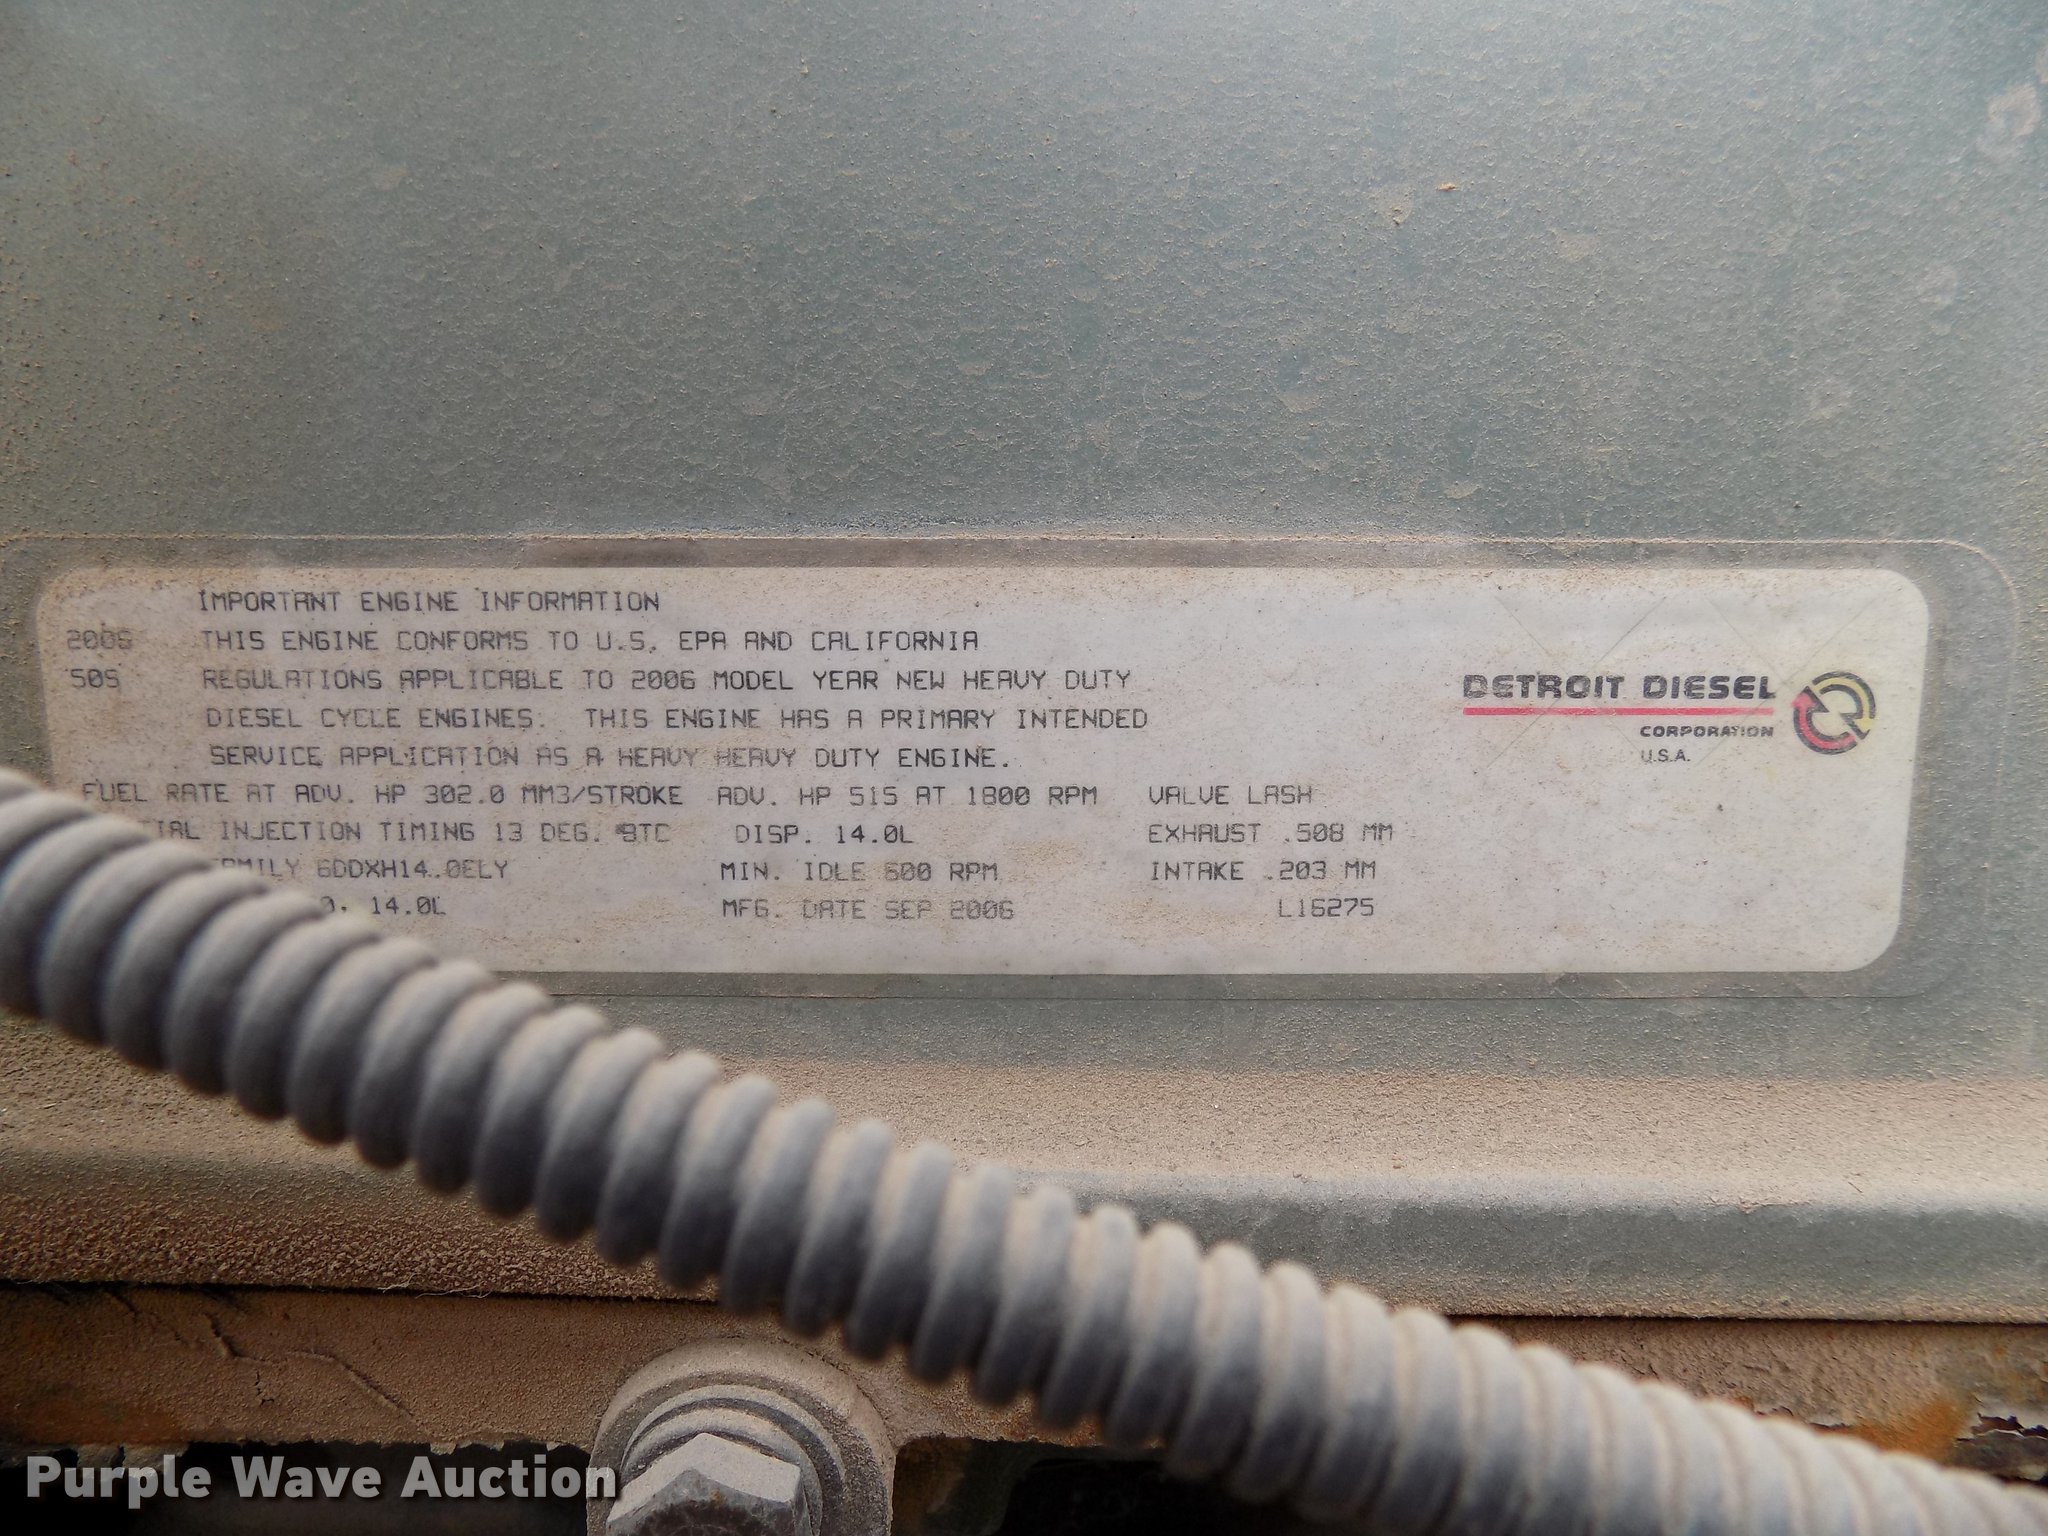 IMPORTANT ENGINE INFORMATION
2006 THIS ENGINE CONFORMS TO U.S. EPA AND CALIFORNIA
50S REGULATIONS APPLICABLE TO 2006 MODEL YEAR NEW HEAVY DUTY
DIESEL CYCLE ENGINES. THIS ENGINE HAS A PRIMARY INTENDED
SERVICE APPLICATION AS A HEAVY HEAVY DUTY ENGINE.
FUEL RATE AT ADV. HP 302.0 MM3/STROKE ADV. HP 515 AT 1800 RPM VALVE LASH
INJECTION TIMING 13 DEG. BTC DISP. 14.0L EXHAUST .508 MM
6DDXH14.0ELY MIN. IDLE 600 RPM INTAKE .203 MM
14.0L MFG. DATE SEP 2006 L16275
DETROIT DIESEL
CORPORATION
U.S.A.
Purple Wave Auction